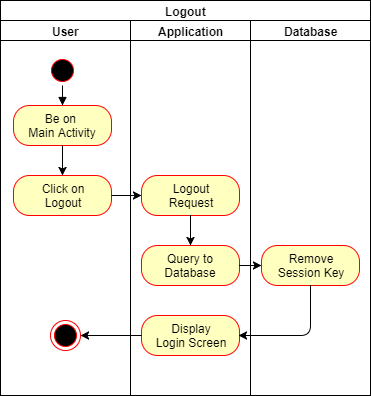 Logout
User
Application
Database
Be on
Main Activity
Click on
Logout
Logout
Request
Query to
Database
Remove
Session Key
Display
Login Screen